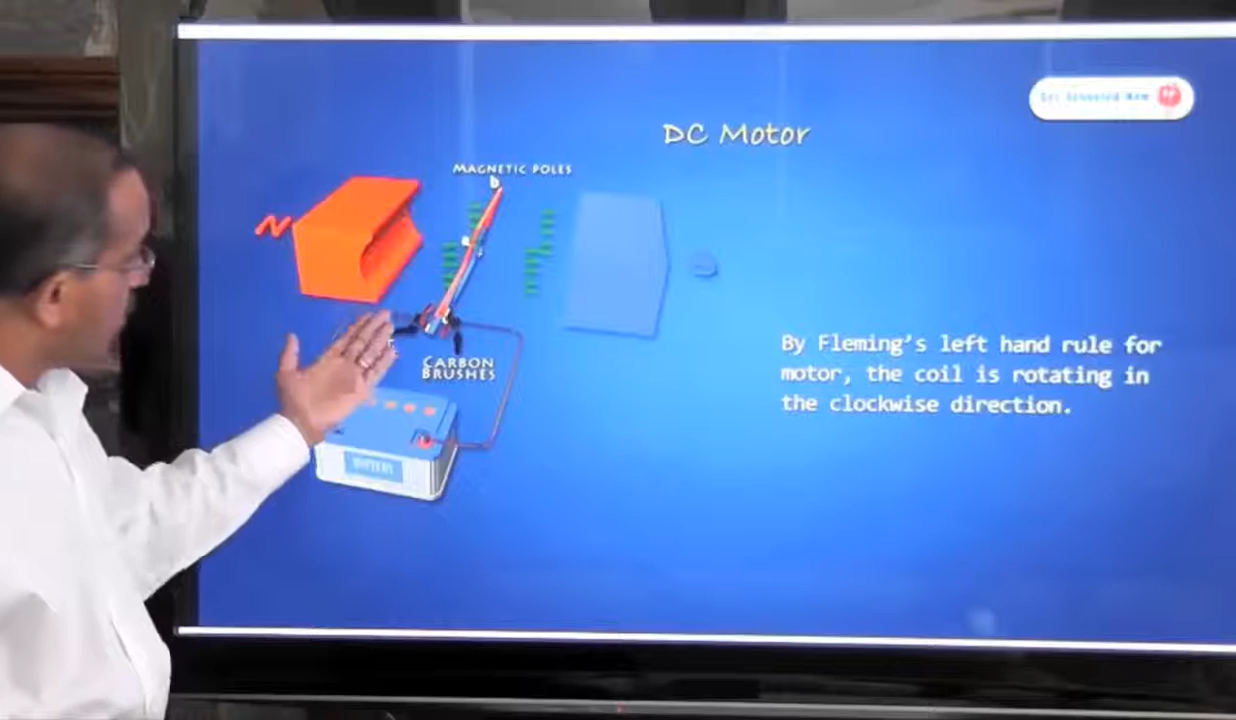 DC Motor
MAGNETIC POLES
b
N
CARBON
BRUSHES
By Fleming's left hand rule for
motor, the coil is rotating in
the clockwise direction.